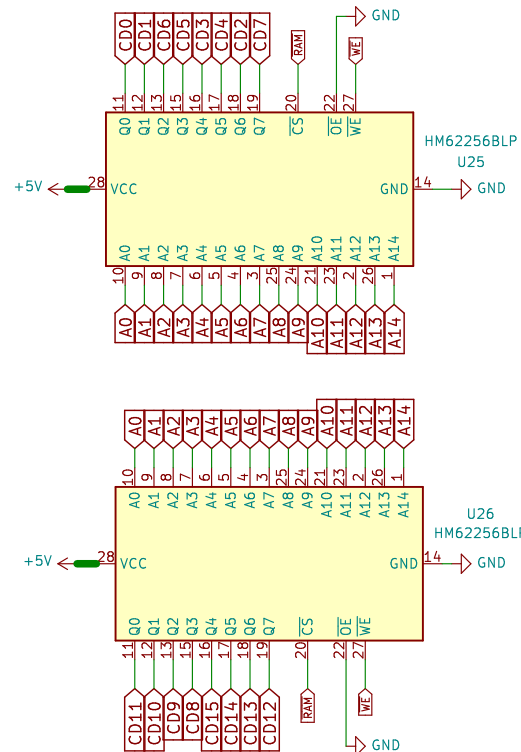 CD0 CD1 CD6 CD5 CD3 CD4 CD2 CD7 RAM WE GND
11 12 13 15 16 17 18 19 20 22 27
Q0 Q1 Q2 Q3 Q4 Q5 Q6 Q7 CS OE WE
HM62256BLP
U25
+5V 28 VCC GND 14 GND
A0 A1 A2 A3 A4 A5 A6 A7 A8 A9 A10 A11 A12 A13 A14
10 9 8 7 6 5 4 3 25 24 21 23 2 26 1
A0 A1 A2 A3 A4 A5 A6 A7 A8 A9 A10 A11 A12 A13 A14
A0 A1 A2 A3 A4 A5 A6 A7 A8 A9 A10 A11 A12 A13 A14
10 9 8 7 6 5 4 3 25 24 21 23 2 26 1
A0 A1 A2 A3 A4 A5 A6 A7 A8 A9 A10 A11 A12 A13 A14
U26
HM62256BLP
+5V 28 VCC GND 14 GND
Q0 Q1 Q2 Q3 Q4 Q5 Q6 Q7 CS OE WE
11 12 13 15 16 17 18 19 20 22 27
CD11 CD10 CD9 CD8 CD15 CD14 CD13 CD12 RAM WE
GND